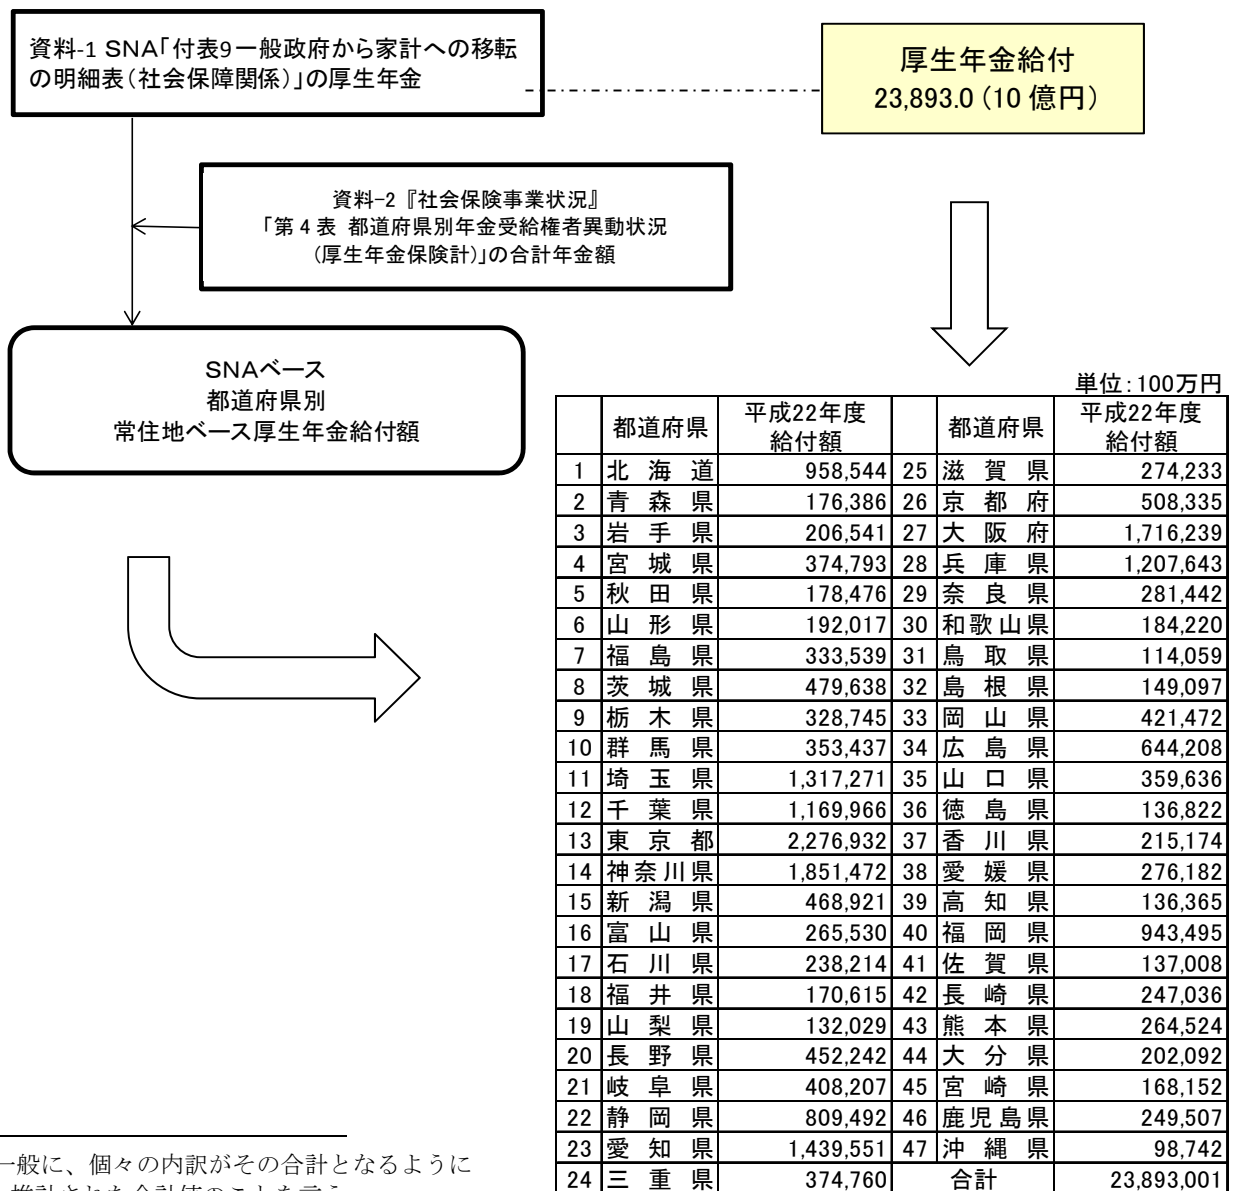 資料-1 SNA「付表9一般政府から家計への移転
の明細表(社会保障関係)」の厚生年金
厚生年金給付
23,893.0(10 億円)
資料-2『社会保険事業状況』
「第 4 表 都道府県別年金受給権者異動状況
(厚生年金保険計)」の合計年金額
SNAベース
都道府県別
常住地ベース厚生年金給付額
単位:100万円
都道府県 平成22年度給付額 都道府県 平成22年度給付額
1 北海道 958,544 25 滋賀県 274,233
2 青森県 176,386 26 京都府 508,335
3 岩手県 206,541 27 大阪府 1,716,239
4 宮城県 374,793 28 兵庫県 1,207,643
5 秋田県 178,476 29 奈良県 281,442
6 山形県 192,017 30 和歌山県 184,220
7 福島県 333,539 31 鳥取県 114,059
8 茨城県 479,638 32 島根県 149,097
9 栃木県 328,745 33 岡山県 421,472
10 群馬県 353,437 34 広島県 644,208
11 埼玉県 1,317,271 35 山口県 359,636
12 千葉県 1,169,966 36 徳島県 136,822
13 東京都 2,276,932 37 香川県 215,174
14 神奈川県 1,851,472 38 愛媛県 276,182
15 新潟県 468,921 39 高知県 136,365
16 富山県 265,530 40 福岡県 943,495
17 石川県 238,214 41 佐賀県 137,008
18 福井県 170,615 42 長崎県 247,036
19 山梨県 132,029 43 熊本県 264,524
20 長野県 452,242 44 大分県 202,092
21 岐阜県 408,207 45 宮崎県 168,152
22 静岡県 809,492 46 鹿児島県 249,507
23 愛知県 1,439,551 47 沖縄県 98,742
24 三重県 374,760 合計 23,893,001
一般に、個々の内訳がその合計となるように
推計された合計値のことを言う